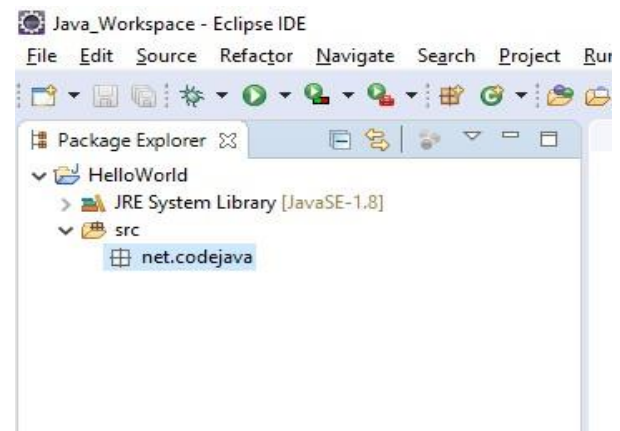 Java_Workspace - Eclipse IDE
File Edit Source Refactor Navigate Search Project Run
Package Explorer
HelloWorld
JRE System Library [JavaSE-1.8]
src
net.codejava